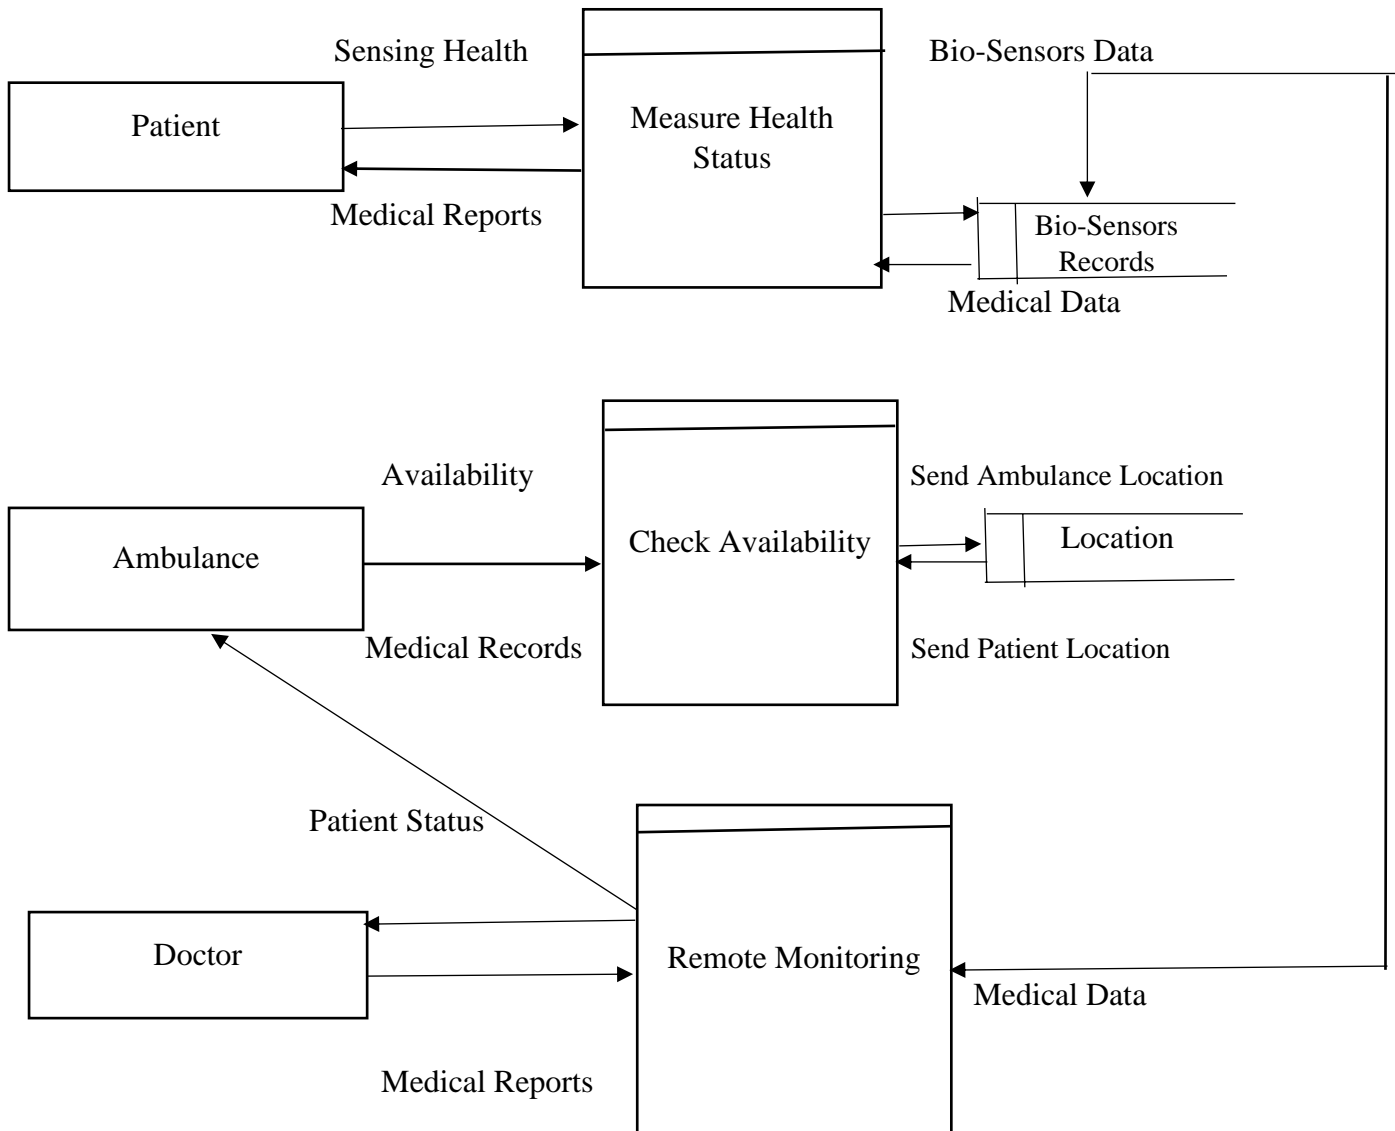 Sensing Health
Bio-Sensors Data
Patient
Measure Health
Status
Medical Reports
Bio-Sensors
Records
Medical Data
Availability
Send Ambulance Location
Ambulance
Check Availability
Location
Medical Records
Send Patient Location
Patient Status
Doctor
Remote Monitoring
Medical Data
Medical Reports